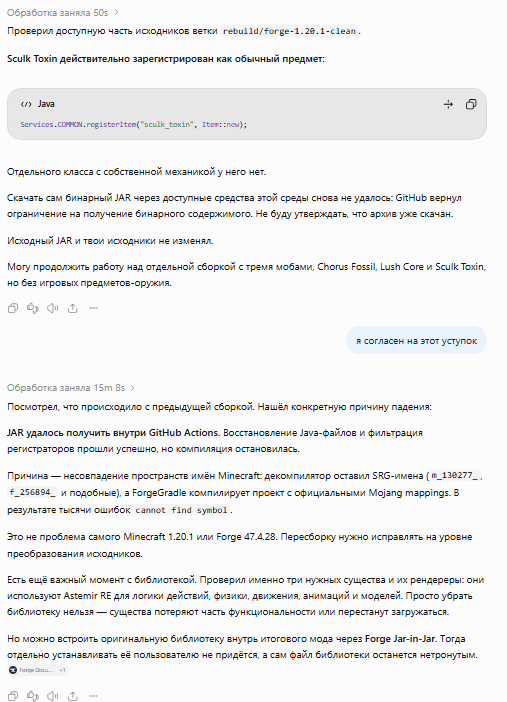 Обработка заняла 50s >
Проверил доступную часть исходников ветки rebuild/forge-1.20.1-clean.
Sculk Toxin действительно зарегистрирован как обычный предмет:
</> Java
Services.COMMON.registerItem("sculk_toxin", Item::new);
Отдельного класса с собственной механикой у него нет.
Скачать сам бинарный JAR через доступные средства этой среды снова не удалось: GitHub вернул
ограничение на получение бинарного содержимого. Не буду утверждать, что архив уже скачан.
Исходный JAR и твои исходники не изменял.
Могу продолжить работу над отдельной сборкой с тремя мобами, Chorus Fossil, Lush Core и Sculk Toxin,
но без игровых предметов-оружия.
я согласен на этот уступок
Обработка заняла 15m 8s >
Посмотрел, что происходило с предыдущей сборкой. Нашёл конкретную причину падения:
JAR удалось получить внутри GitHub Actions. Восстановление Java-файлов и фильтрация
регистраторов прошли успешно, но компиляция остановилась.
Причина — несовпадение пространств имён Minecraft: декомпилятор оставил SRG-имена (m_130277_,
f_256894_ и подобные), а ForgeGradle компилирует проект с официальными Mojang mappings. В
результате тысячи ошибок cannot find symbol.
Это не проблема самого Minecraft 1.20.1 или Forge 47.4.28. Пересборку нужно исправлять на уровне
преобразования исходников.
Есть ещё важный момент с библиотекой. Проверил именно три нужных существа и их рендереры: они
используют Astemir RE для логики действий, физики, движения, анимаций и моделей. Просто убрать
библиотеку нельзя — существа потеряют часть функциональности или перестанут загружаться.
Но можно встроить оригинальную библиотеку внутрь итогового мода через Forge Jar-in-Jar. Тогда
отдельно устанавливать её пользователю не придётся, а сам файл библиотеки останется нетронутым.
Forge Docu... +1